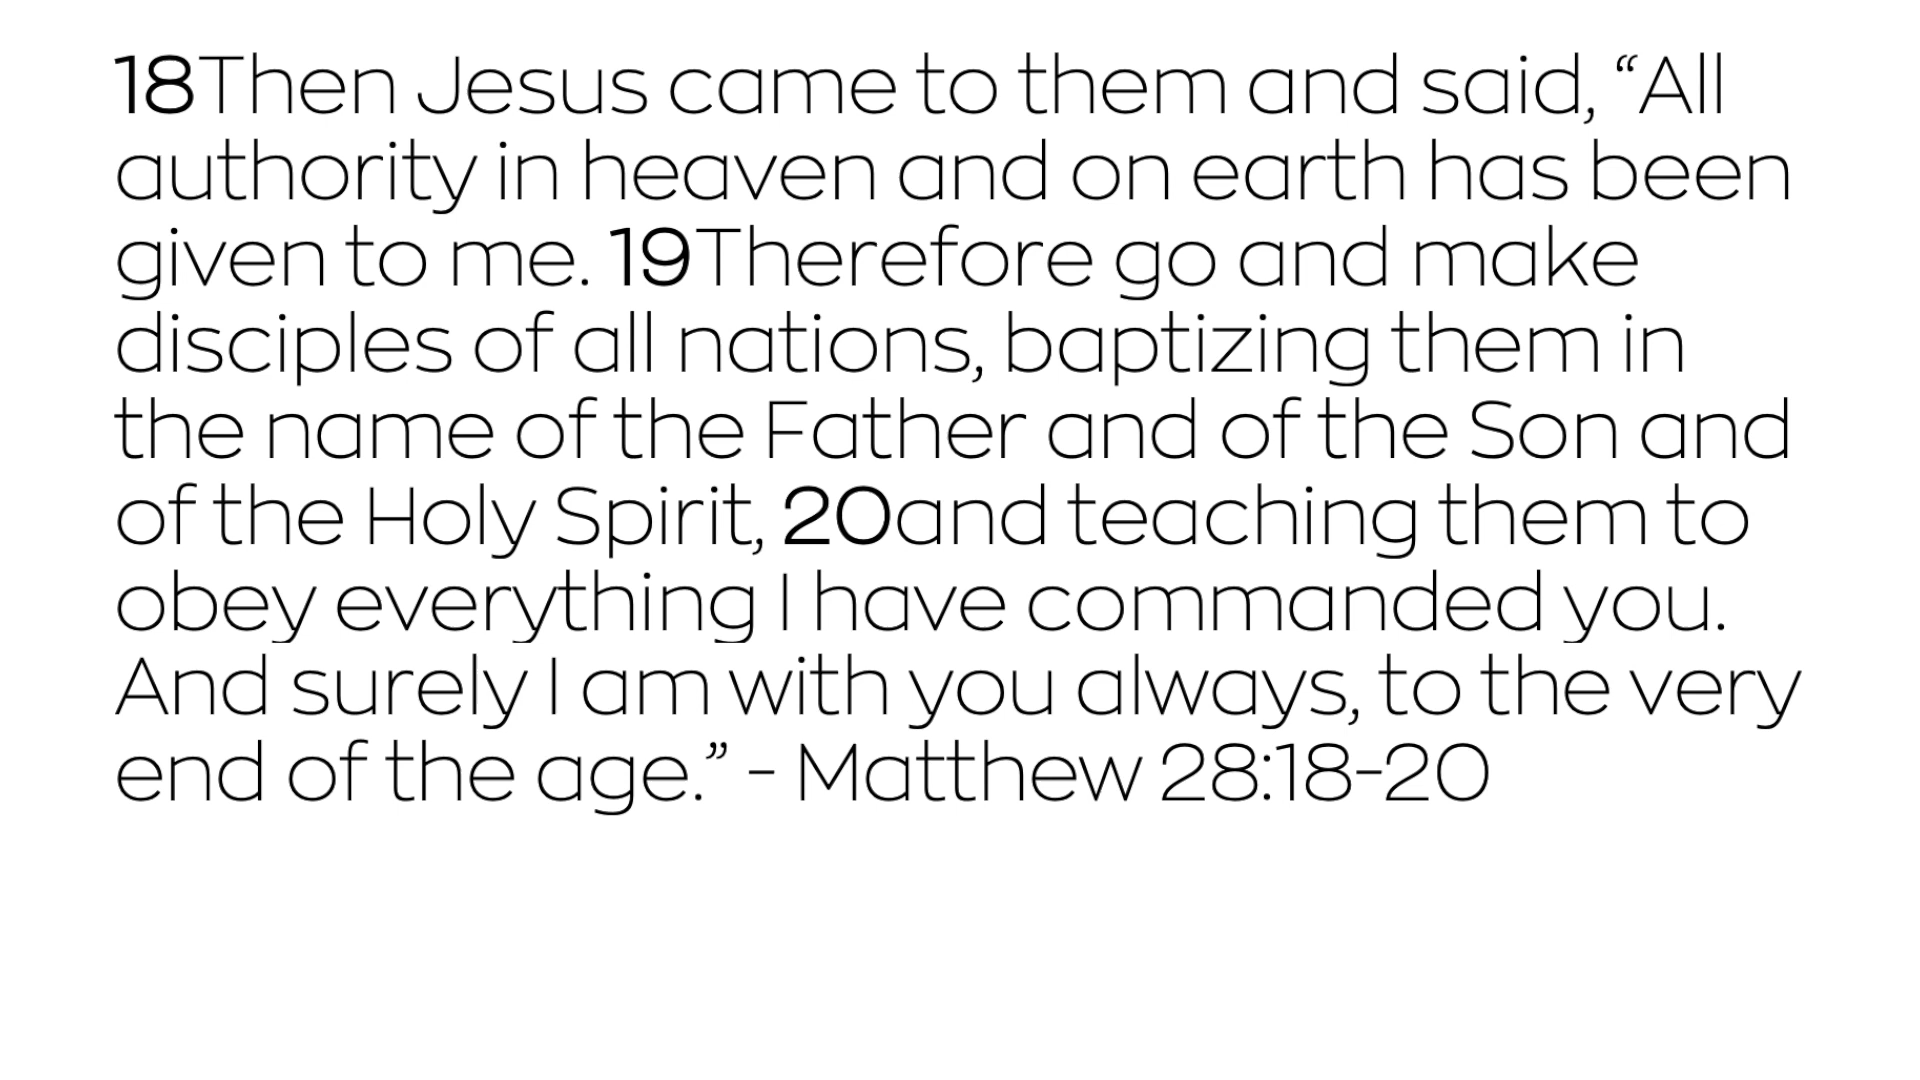 18Then Jesus came to them and said, “All
authority in heaven and on earth has been
given to me. 19Therefore go and make
disciples of all nations, baptizing them in
the name of the Father and of the Son and
of the Holy Spirit, 20and teaching them to
obey everything I have commanded you.
And surely I am with you always, to the very
end of the age.” - Matthew 28:18-20